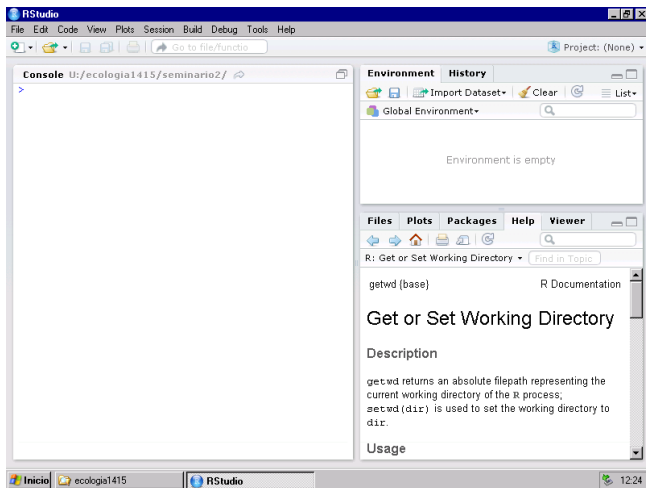 RStudio
File Edit Code View Plots Session Build Debug Tools Help
Go to file/functio
Project: (None)
Console U:/ecologia1415/seminario2/
>
Environment History
Import Dataset Clear List
Global Environment
Environment is empty
Files Plots Packages Help Viewer
R: Get or Set Working Directory Find in Topic
getwd {base} R Documentation
Get or Set Working Directory
Description
getwd returns an absolute filepath representing the
current working directory of the R process;
setwd(dir) is used to set the working directory to
dir.
Usage
Inicio ecologia1415 RStudio 12:24